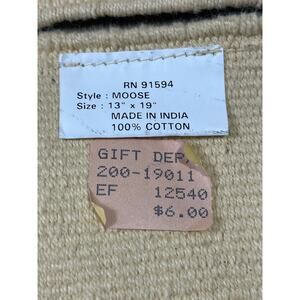 RN 91594
Style : MOOSE
Size : 13" x 19"
MADE IN INDIA
100% COTTON
GIFT DEP.
200-19011
EF 12540
$6.00